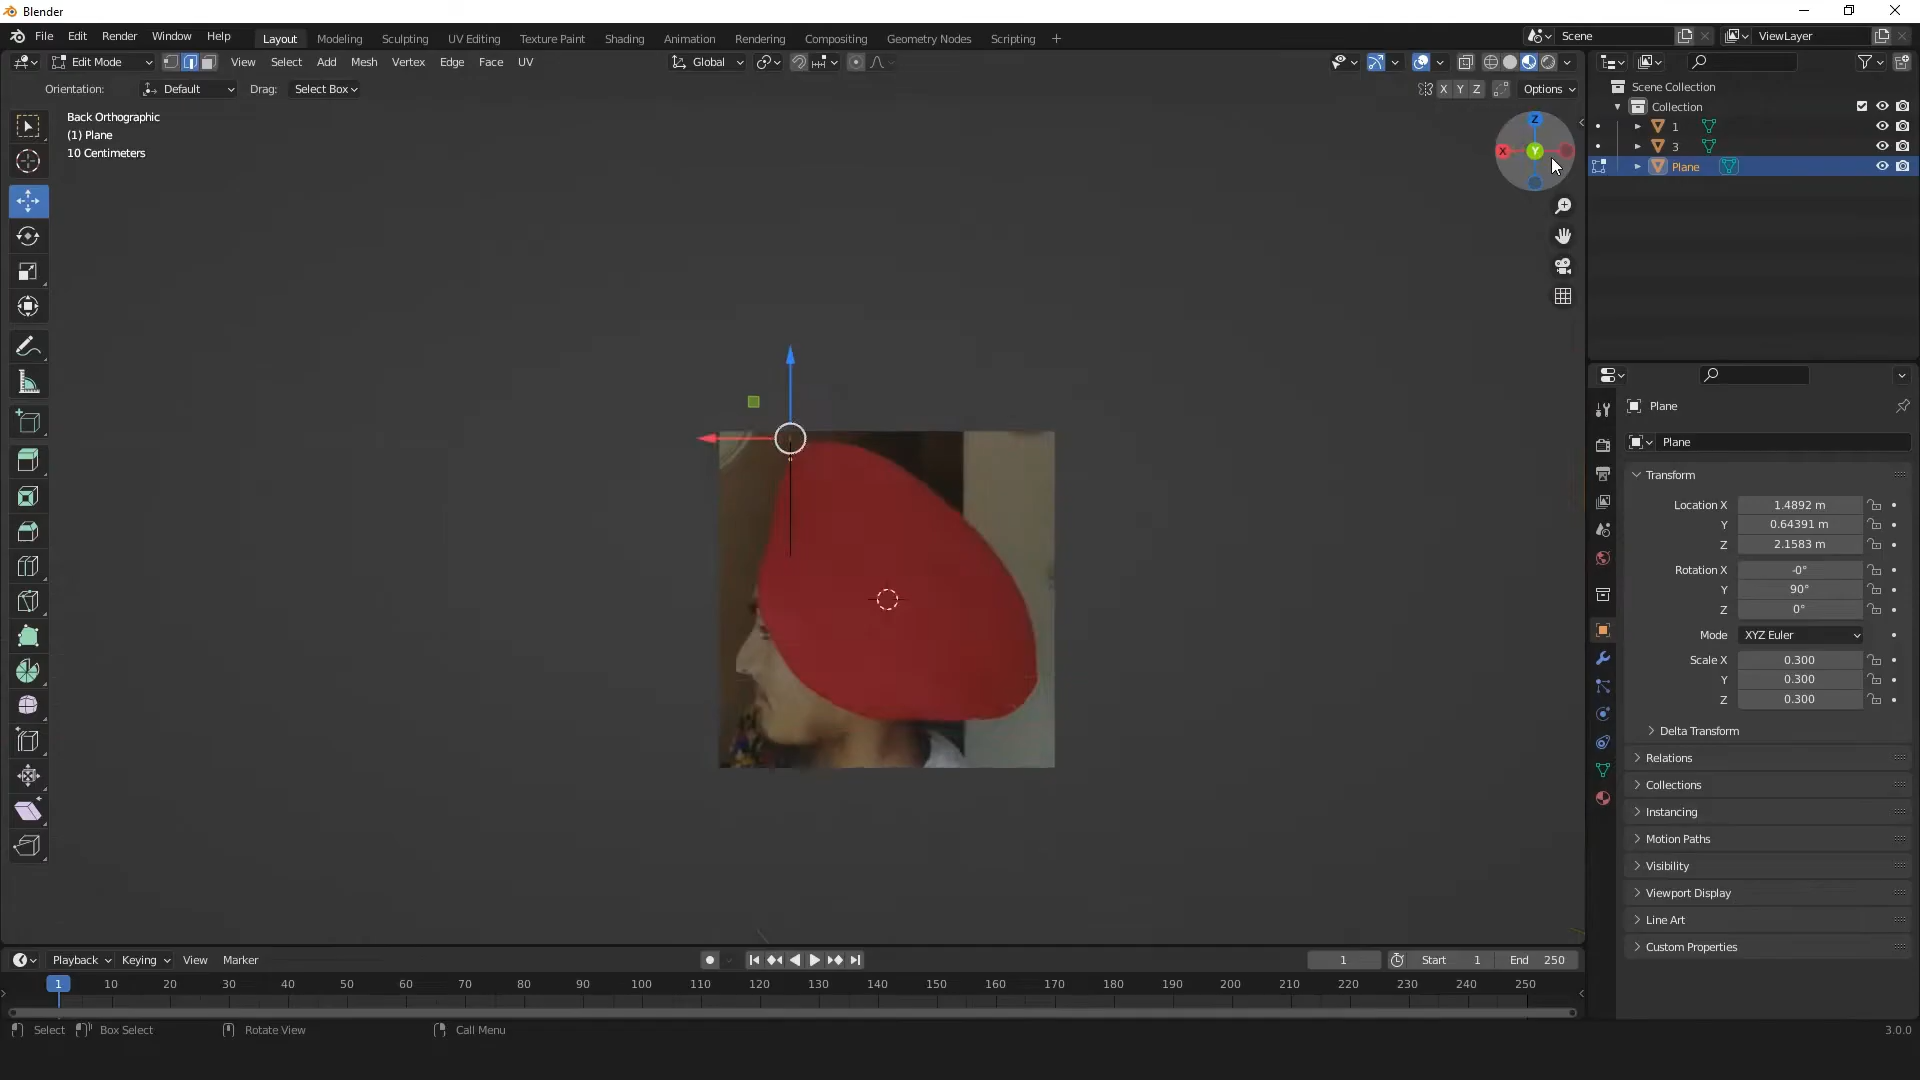 Blender
File Edit Render Window Help Layout Modeling Sculpting UV Editing Texture Paint Shading Animation Rendering Compositing Geometry Nodes Scripting + Scene ViewLayer
Edit Mode View Select Add Mesh Vertex Edge Face UV Global
Orientation: Default Drag: Select Box X Y Z Options
Back Orthographic
(1) Plane
10 Centimeters
Z
X Y
Scene Collection
Collection
1
3
Plane
Plane
Plane
Transform
Location X 1.4892 m
Y 0.64391 m
Z 2.1583 m
Rotation X -0°
Y 90°
Z 0°
Mode XYZ Euler
Scale X 0.300
Y 0.300
Z 0.300
Delta Transform
Relations
Collections
Instancing
Motion Paths
Visibility
Viewport Display
Line Art
Custom Properties
Playback Keying View Marker 1 Start 1 End 250
1 10 20 30 40 50 60 70 80 90 100 110 120 130 140 150 160 170 180 190 200 210 220 230 240 250
Select Box Select Rotate View Call Menu 3.0.0